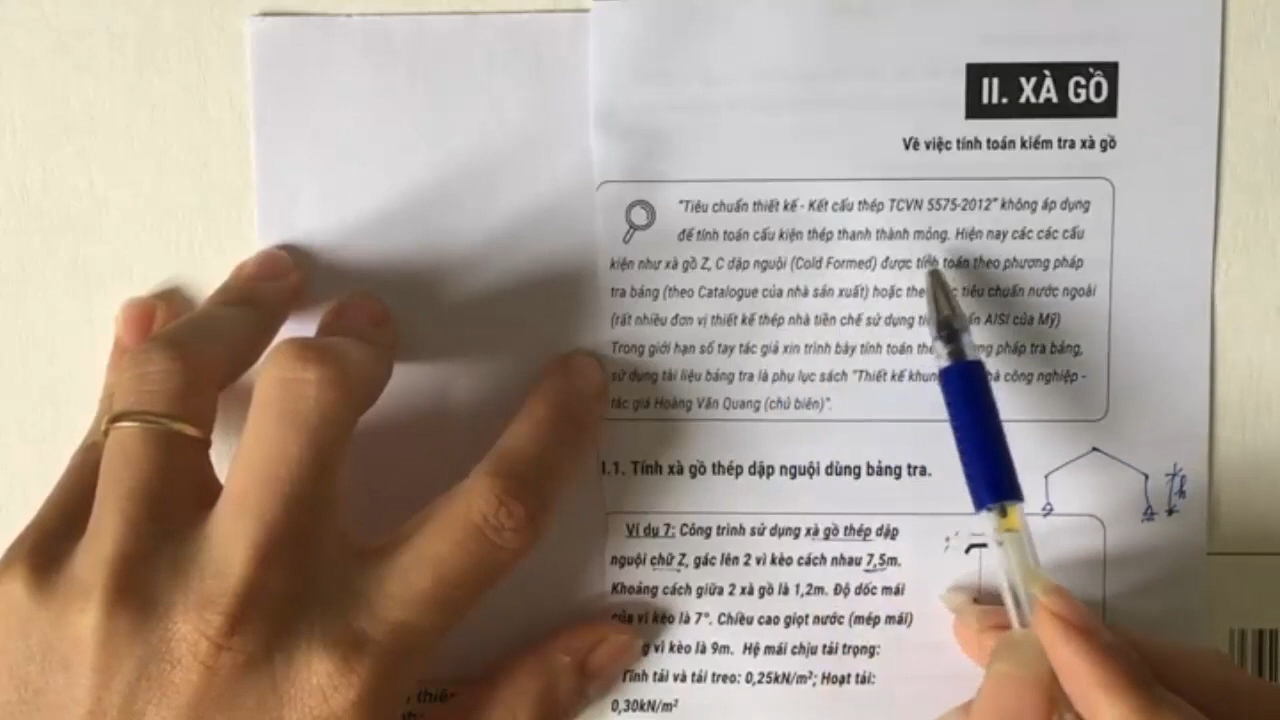 II. XÀ GỒ
Về việc tính toán kiểm tra xà gồ
"Tiêu chuẩn thiết kế - Kết cấu thép TCVN 5575-2012" không áp dụng
để tính toán cấu kiện thép thanh thành mỏng. Hiện nay các các cấu
kiện như xà gồ Z, C dập nguội (Cold Formed) được tính toán theo phương pháp
tra bảng (theo Catalogue của nhà sản xuất) hoặc tiêu chuẩn nước ngoài
(rất nhiều đơn vị thiết kế thép nhà tiền chế sử dụng AISI của Mỹ)
Trong giới hạn sổ tay tác giả xin trình bày tính toán pháp tra bảng,
sử dụng tài liệu bảng tra là phụ lục sách "Thiết kế công nghiệp -
tác giả Hoàng Văn Quang (chủ biên)".
I.1. Tính xà gồ thép dập nguội dùng bảng tra.
h
Ví dụ 7: Công trình sử dụng xà gồ thép dập
nguội chữ Z, gác lên 2 vì kèo cách nhau 7,5m.
Khoảng cách giữa 2 xà gồ là 1,2m. Độ dốc mái
của vì kèo là 7°. Chiều cao giọt nước (mép mái)
vì kèo là 9m. Hệ mái chịu tải trọng:
Tĩnh tải và tải treo: 0,25kN/m²; Hoạt tải:
0,30kN/m²